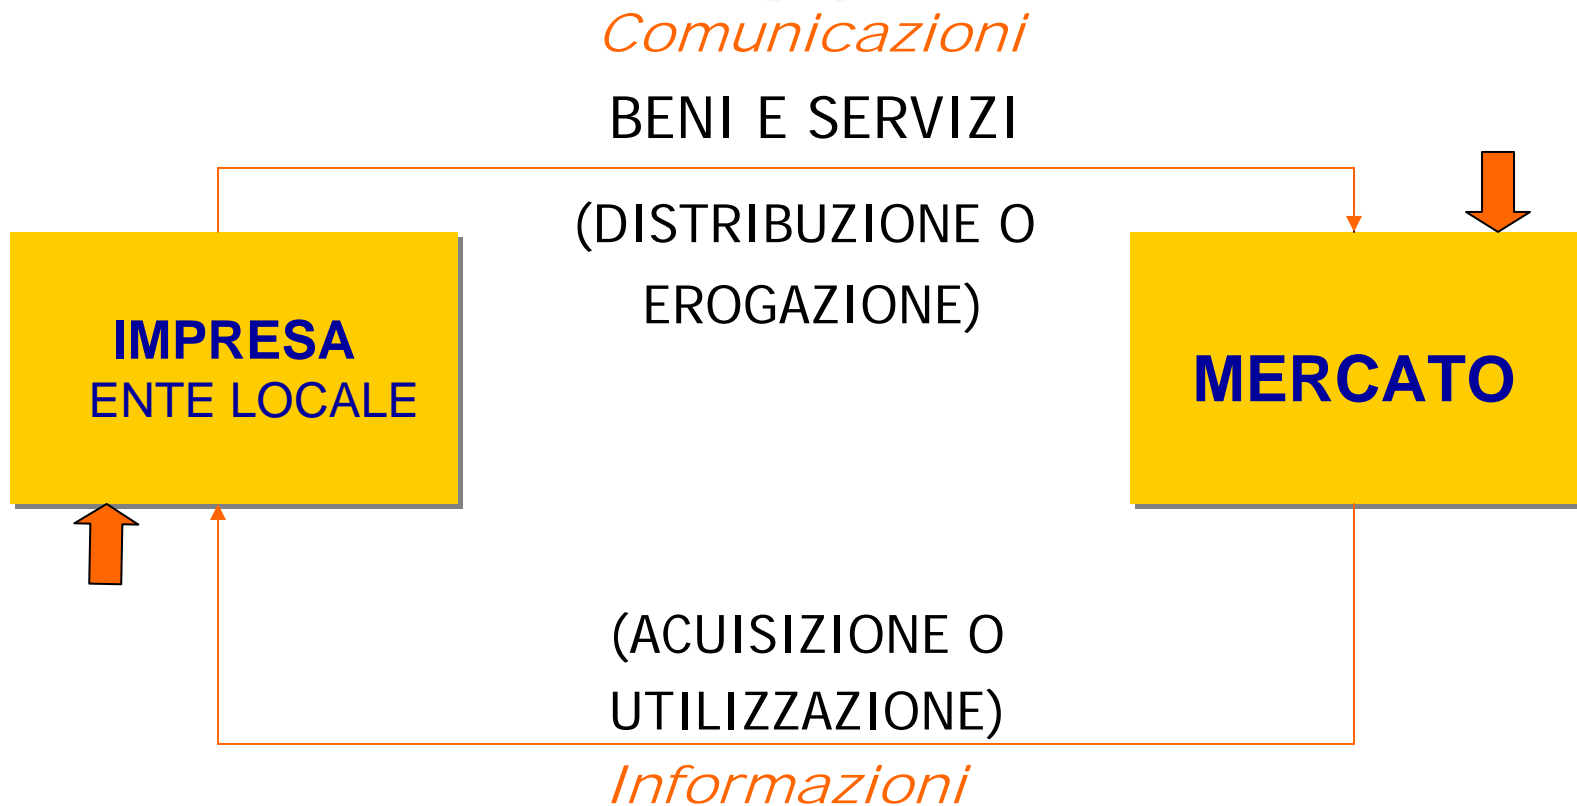 Comunicazioni
BENI E SERVIZI
(DISTRIBUZIONE O
EROGAZIONE)
IMPRESA
ENTE LOCALE
MERCATO
(ACUISIZIONE O
UTILIZZAZIONE)
Informazioni